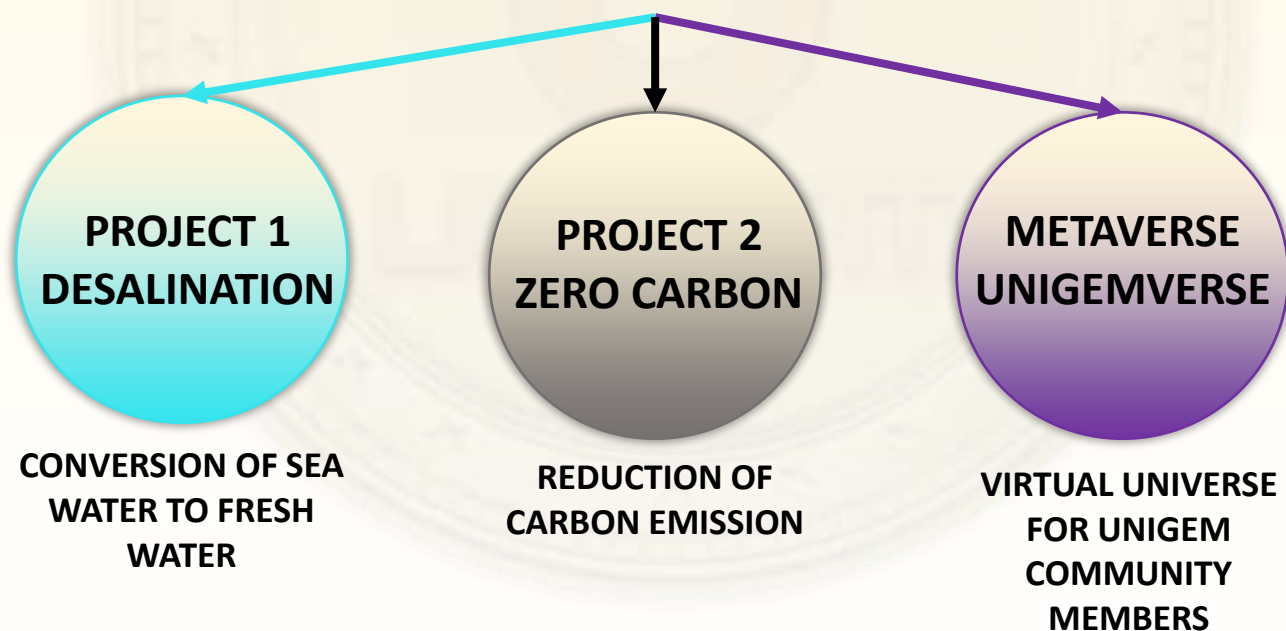 PROJECT 1
DESALINATION
CONVERSION OF SEA
WATER TO FRESH
WATER
PROJECT 2
ZERO CARBON
REDUCTION OF
CARBON EMISSION
METAVERSE
UNIGEMVERSE
VIRTUAL UNIVERSE
FOR UNIGEM
COMMUNITY
MEMBERS